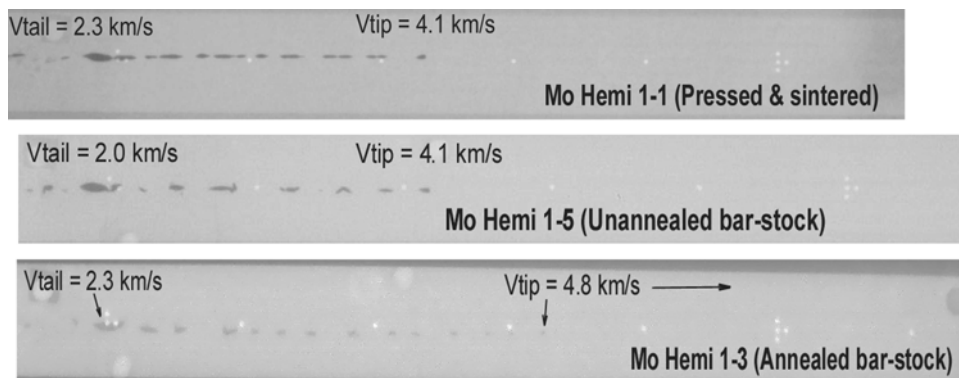 Vtail = 2.3 km/s Vtip = 4.1 km/s
Mo Hemi 1-1 (Pressed & sintered)
Vtail = 2.0 km/s Vtip = 4.1 km/s
Mo Hemi 1-5 (Unannealed bar-stock)
Vtail = 2.3 km/s Vtip = 4.8 km/s
Mo Hemi 1-3 (Annealed bar-stock)